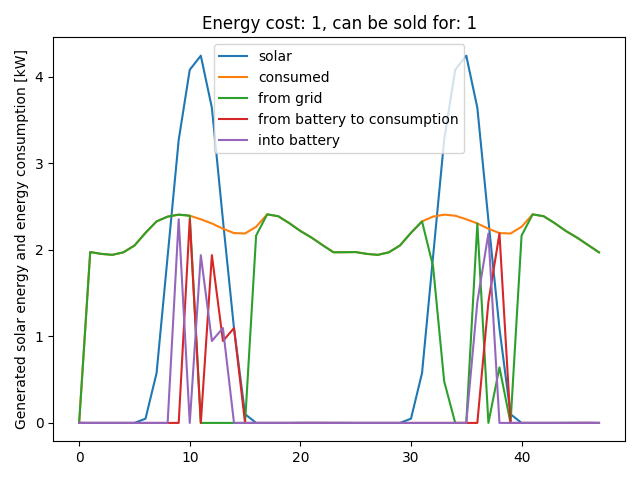 Energy cost: 1, can be sold for: 1
Generated solar energy and energy consumption [kW]
4
3
2
1
0
solar
consumed
from grid
from battery to consumption
into battery
0
10
20
30
40